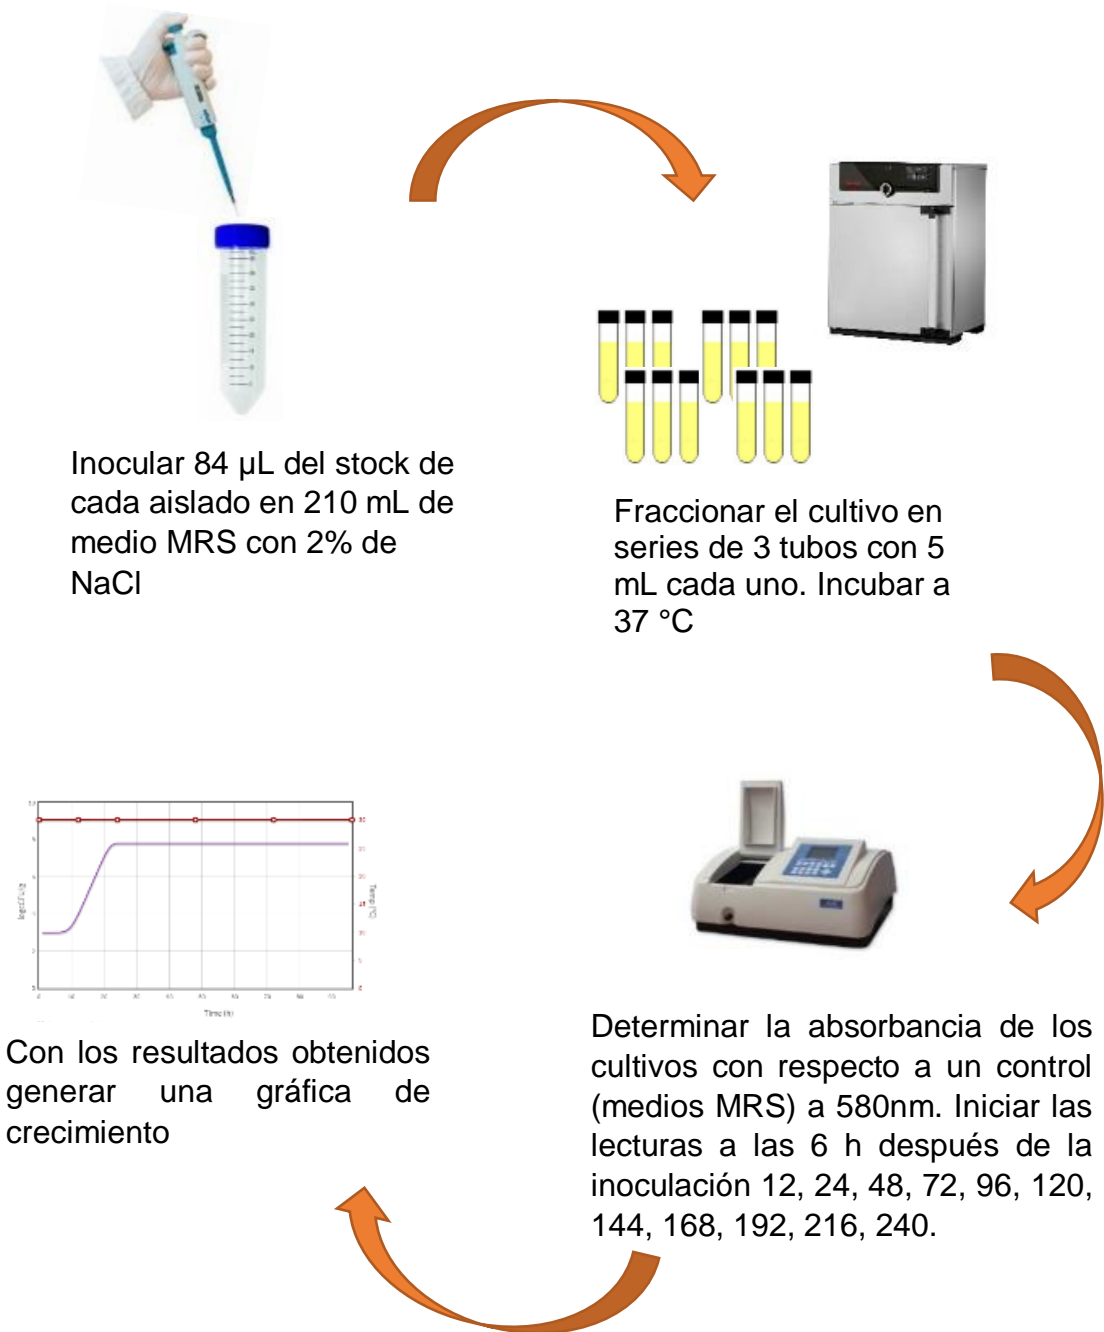 Inocular 84 µL del stock de
cada aislado en 210 mL de
medio MRS con 2% de
NaCl
Fraccionar el cultivo en
series de 3 tubos con 5
mL cada uno. Incubar a
37 °C
Determinar la absorbancia de los
cultivos con respecto a un control
(medios MRS) a 580nm. Iniciar las
lecturas a las 6 h después de la
inoculación 12, 24, 48, 72, 96, 120,
144, 168, 192, 216, 240.
Temp (°C)
Time (h)
Con los resultados obtenidos
generar una gráfica de
crecimiento